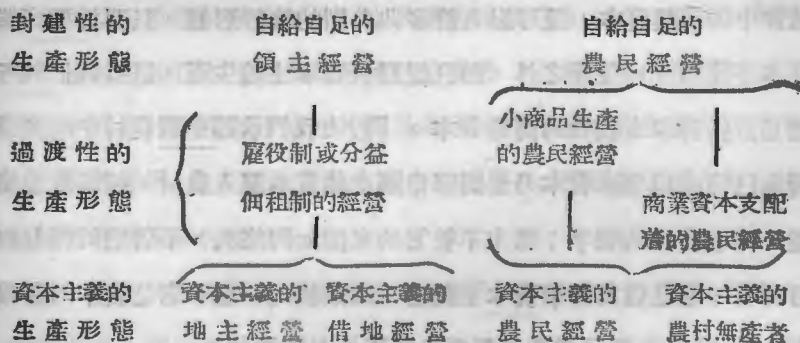 封建性的 自給自足的 自給自足的
生產形態 領主經營 農民經營
小商品生產
過渡性的 雇役制或分益 的農民經營
生產形態 佃租制的經營 商業資本支配
的農民經營
資本主義的 資本主義的 資本主義的 資本主義的 資本主義的
生產形態 地主經營 借地經營 農民經營 農村無產者